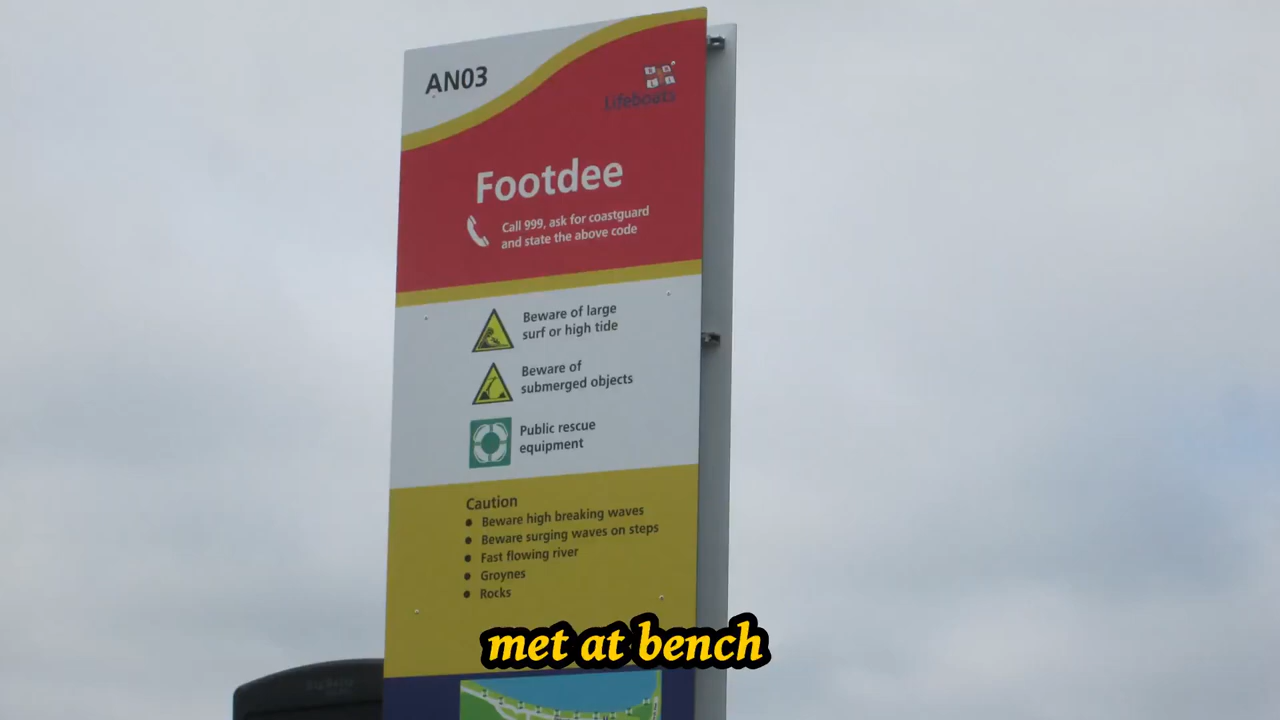 AN03
RNLI
Lifeboats
Footdee
Call 999, ask for coastguard
and state the above code
Beware of large
surf or high tide
Beware of
submerged objects
Public rescue
equipment
Caution
• Beware high breaking waves
• Beware surging waves on steps
• Fast flowing river
• Groynes
• Rocks
met at bench